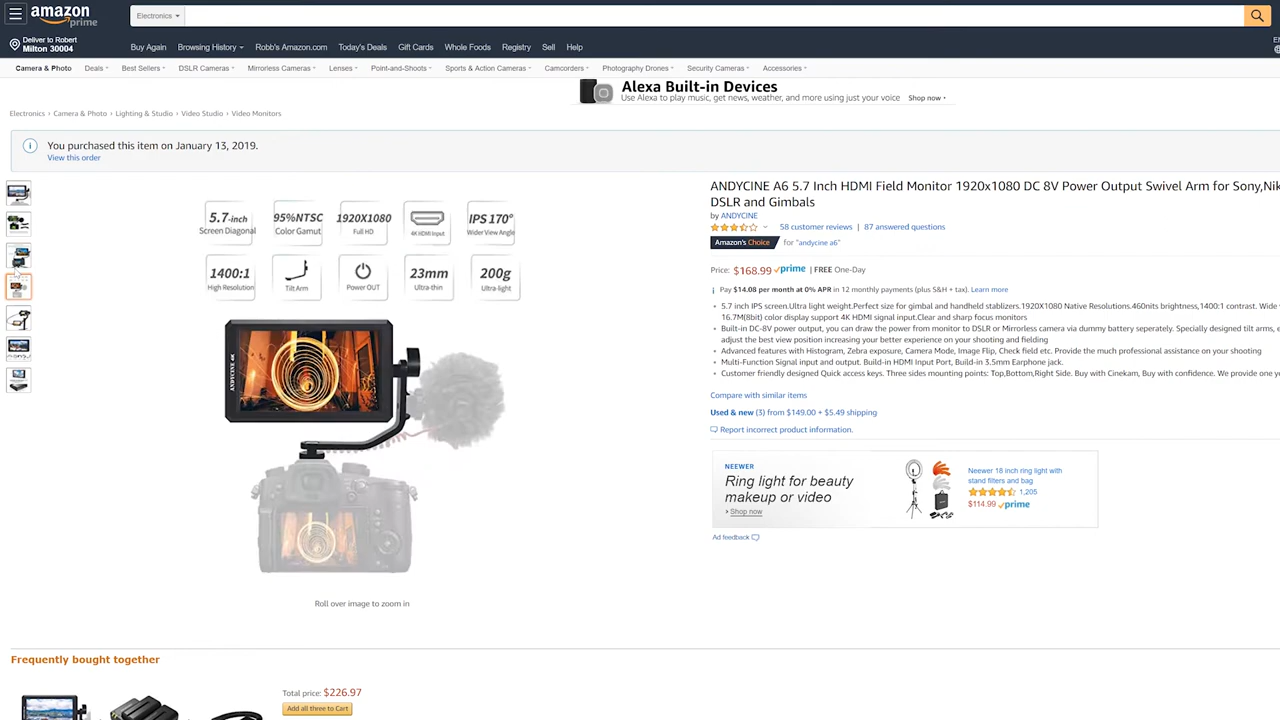 amazon
prime
Electronics
Deliver to Robert
Milton 30004
Buy Again Browsing History Robb's Amazon.com Today's Deals Gift Cards Whole Foods Registry Sell Help
EN
Camera & Photo Deals Best Sellers DSLR Cameras Mirrorless Cameras Lenses Point-and-Shoots Sports & Action Cameras Camcorders Photography Drones Security Cameras Accessories
Alexa Built-in Devices
Use Alexa to play music, get news, weather, and more using just your voice Shop now
Electronics › Camera & Photo › Lighting & Studio › Video Studio › Video Monitors
You purchased this item on January 13, 2019.
View this order
5.7-inch 95%NTSC 1920X1080 IPS 170°
Screen Diagonal Color Gamut Full HD 4K HDMI Input Wider View Angle
1400:1 23mm 200g
High Resolution Tilt Arm Power OUT Ultra-thin Ultra-light
ANDYCINE 4K
Roll over image to zoom in
ANDYCINE A6 5.7 Inch HDMI Field Monitor 1920x1080 DC 8V Power Output Swivel Arm for Sony,Nik
DSLR and Gimbals
by ANDYCINE
58 customer reviews | 87 answered questions
Amazon's Choice for "andycine a6"
Price: $168.99 prime | FREE One-Day
Pay $14.08 per month at 0% APR in 12 monthly payments (plus S&H + tax). Learn more
5.7 inch IPS screen.Ultra light weight.Perfect size for gimbal and handheld stablizers.1920X1080 Native Resolutions.460nits brightness,1400:1 contrast. Wide
16.7M(8bit) color display support 4K HDMI signal input.Clear and sharp focus monitors
Built-in DC-8V power output, you can draw the power from monitor to DSLR or Mirrorless camera via dummy battery seperately. Specially designed tilt arms, e
adjust the best view position increasing your better experience on your shooting and fielding
Advanced features with Histogram, Zebra exposure, Camera Mode, Image Flip, Check field etc. Provide the much professional assistance on your shooting
Multi-Function Signal input and output. Build-in HDMI Input Port, Build-in 3.5mm Earphone jack.
Customer friendly designed Quick access keys. Three sides mounting points: Top,Bottom,Right Side. Buy with Cinekam, Buy with confidence. We provide one y
Compare with similar items
Used & new (3) from $149.00 + $5.49 shipping
Report incorrect product information.
NEEWER
Ring light for beauty
makeup or video
› Shop now
Neewer 18 inch ring light with
stand filters and bag
1,205
$114.99 prime
Ad feedback
Frequently bought together
Total price: $226.97
Add all three to Cart